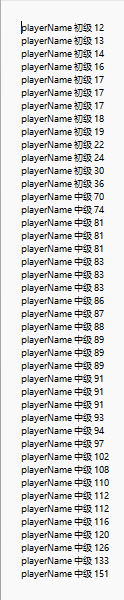 playerName 初级 12
playerName 初级 13
playerName 初级 14
playerName 初级 16
playerName 初级 17
playerName 初级 17
playerName 初级 17
playerName 初级 18
playerName 初级 19
playerName 初级 22
playerName 初级 24
playerName 初级 30
playerName 初级 36
playerName 中级 70
playerName 中级 74
playerName 中级 81
playerName 中级 81
playerName 中级 81
playerName 中级 83
playerName 中级 83
playerName 中级 83
playerName 中级 86
playerName 中级 87
playerName 中级 88
playerName 中级 89
playerName 中级 89
playerName 中级 89
playerName 中级 91
playerName 中级 91
playerName 中级 91
playerName 中级 93
playerName 中级 94
playerName 中级 97
playerName 中级 102
playerName 中级 108
playerName 中级 110
playerName 中级 112
playerName 中级 112
playerName 中级 116
playerName 中级 120
playerName 中级 126
playerName 中级 133
playerName 中级 151